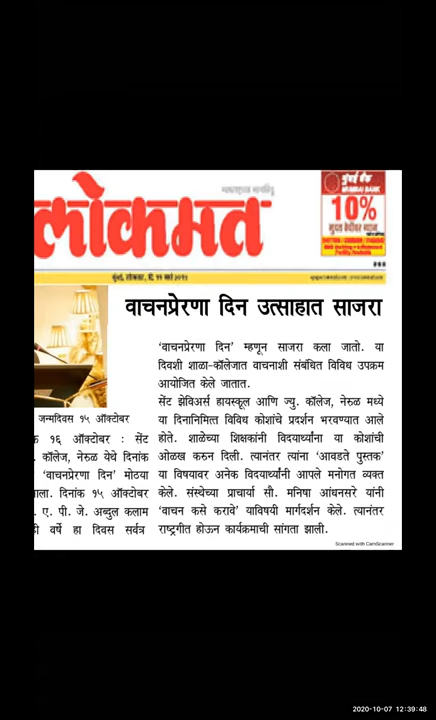 लोकमत
MUMBAI BANK
10%
वाचनप्रेरणा दिन उत्साहात साजरा
जन्मदिवस १५ ऑक्टोबर
१६ ऑक्टोबर : सेंट
कॉलेज, नेरुळ येथे दिनांक
'वाचनप्रेरणा दिन' मोठया
दिनांक १५ ऑक्टोबर
. ए. पी. जे. अब्दुल कलाम
वर्षे हा दिवस सर्वत्र
'वाचनप्रेरणा दिन' म्हणून साजरा कला जातो. या
दिवशी शाळा-कॉलेजात वाचनाशी संबंधित विविध उपक्रम
आयोजित केले जातात.
सेंट झेविअर्स हायस्कूल आणि ज्यु. कॉलेज, नेरुळ मध्ये
या दिनानिमित्त विविध कोशांचे प्रदर्शन भरवण्यात आले
होते. शाळेच्या शिक्षकांनी विदयार्थ्यांना या कोशांची
ओळख करुन दिली. त्यानंतर त्यांना 'आवडते पुस्तक'
या विषयावर अनेक विदयार्थ्यांनी आपले मनोगत व्यक्त
केले. संस्थेच्या प्राचार्या सौ. मनिषा आंधनसरे यांनी
'वाचन कसे करावे' याविषयी मार्गदर्शन केले. त्यानंतर
राष्ट्रगीत होऊन कार्यक्रमाची सांगता झाली.
Scanned with CamScanner
2020-10-07 12:39:48